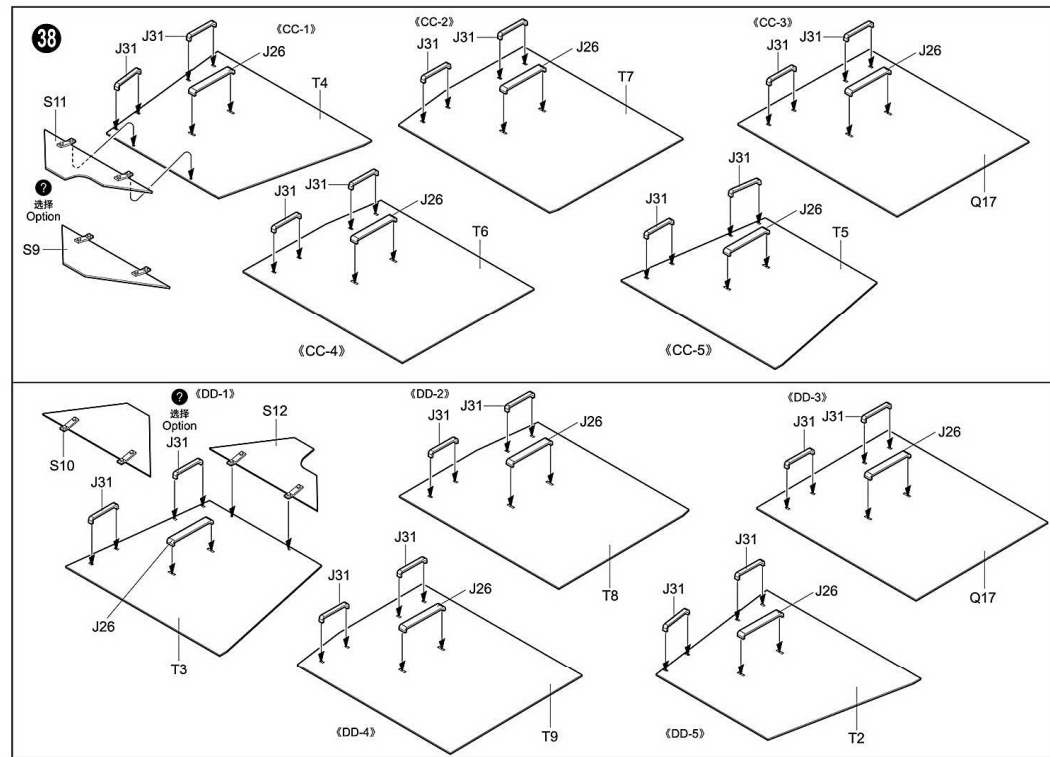 38
J31
J31
《CC-1》
J26
T4
S11
?
选择
Option
S9
《CC-2》
J31
J31
J26
T7
《CC-3》
J31
J31
J26
Q17
J31
J31
J26
T6
《CC-4》
J31
J31
J26
T5
《CC-5》
?
选择
Option
《DD-1》
S10
S12
J31
J31
J26
T3
《DD-2》
J31
J31
J26
T8
《DD-3》
J31
J31
J26
Q17
J31
J31
J26
《DD-4》
T9
J31
J31
J26
《DD-5》
T2